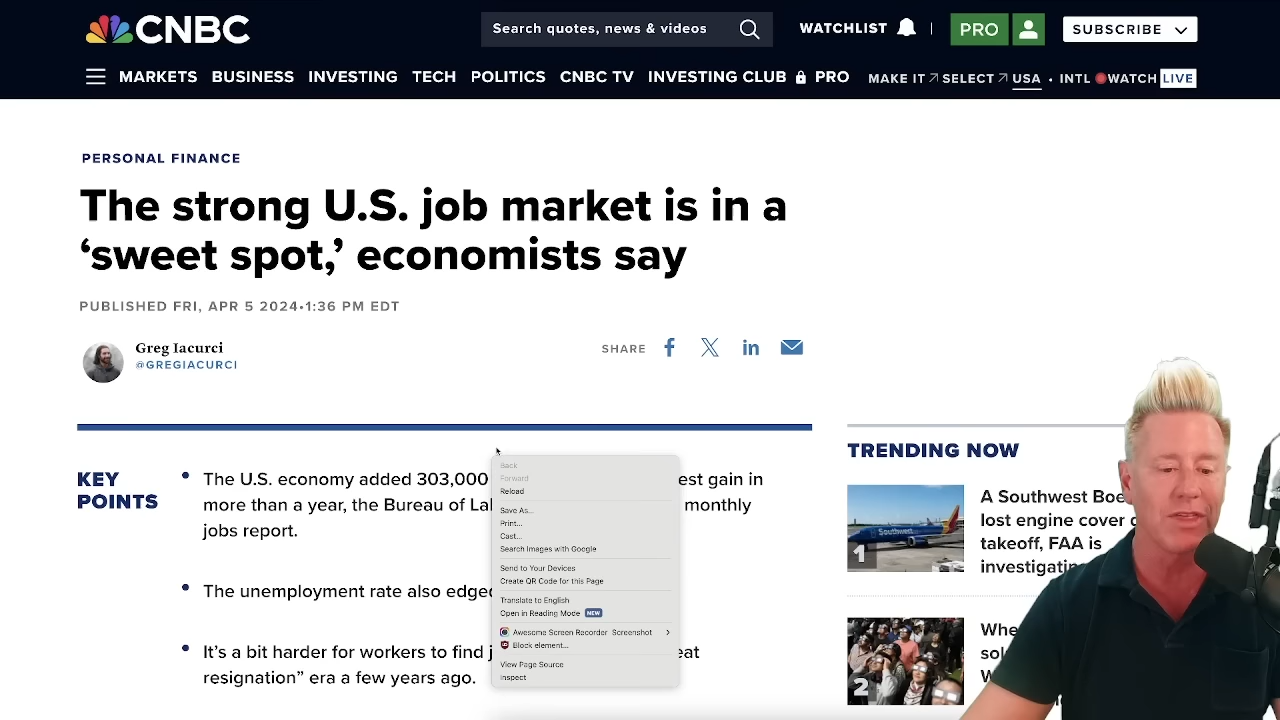 CNBC
Search quotes, news & videos
WATCHLIST
PRO
SUBSCRIBE
MARKETS BUSINESS INVESTING TECH POLITICS CNBC TV INVESTING CLUB PRO MAKE IT SELECT USA • INTL WATCH LIVE
PERSONAL FINANCE
The strong U.S. job market is in a
‘sweet spot,’ economists say
PUBLISHED FRI, APR 5 2024•1:36 PM EDT
Greg Iacurci
@GREGIACURCI
SHARE
KEY
POINTS
• The U.S. economy added 303,000
est gain in
more than a year, the Bureau of La
monthly
jobs report.
• The unemployment rate also edge
• It’s a bit harder for workers to find
eat
resignation” era a few years ago.
Back
Forward
Reload
Save As...
Print...
Cast...
Search Images with Google
Send to Your Devices
Create QR Code for this Page
Translate to English
Open in Reading Mode NEW
Awesome Screen Recorder Screenshot
Block element...
View Page Source
Inspect
TRENDING NOW
1
A Southwest Boe
lost engine cover
takeoff, FAA is
investigatin
Southwest
2
Whe
sol
W